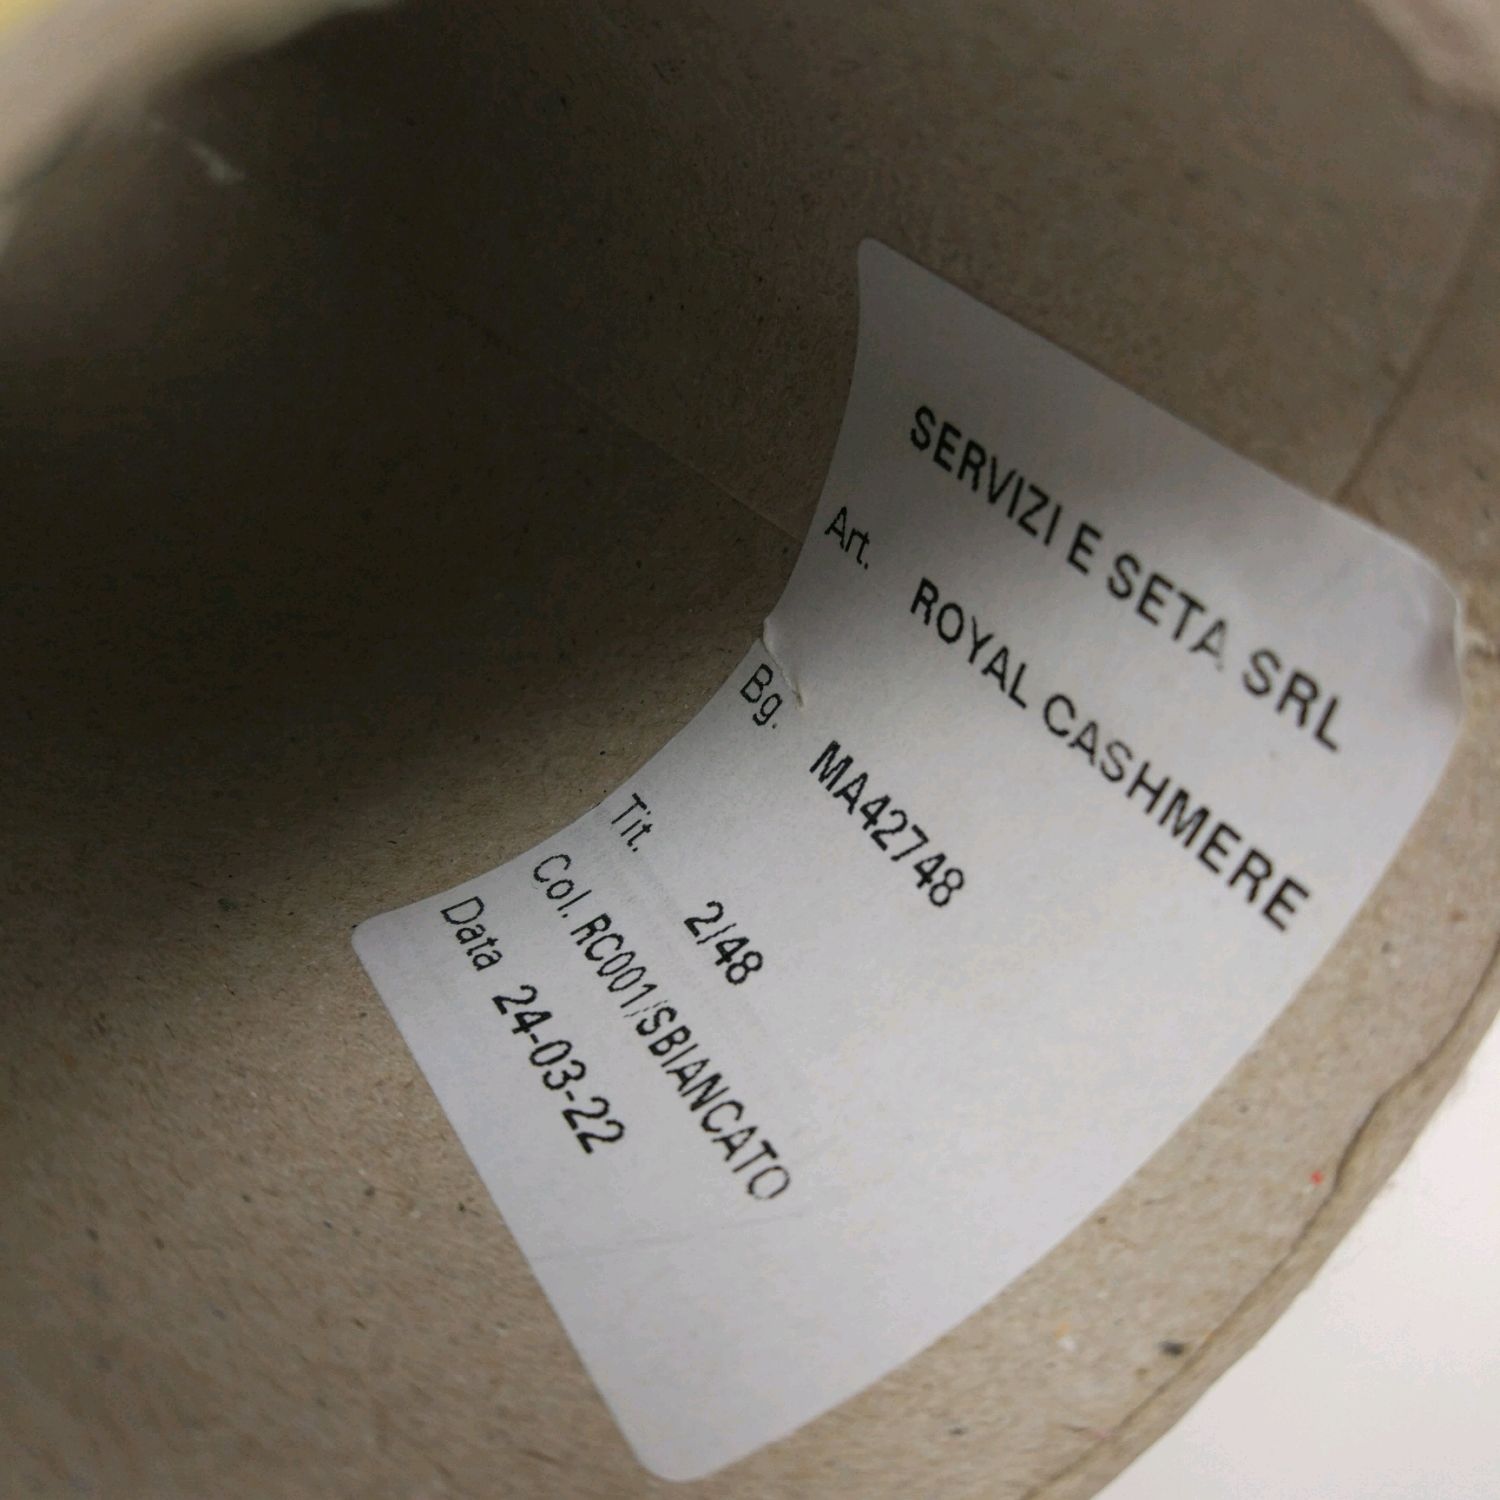 SERVIZI E SETA SRL
Art. ROYAL CASHMERE
Bg. MA42748
Tit. 2/48
Col. RC001/SBIANCATO
Data 24-03-22